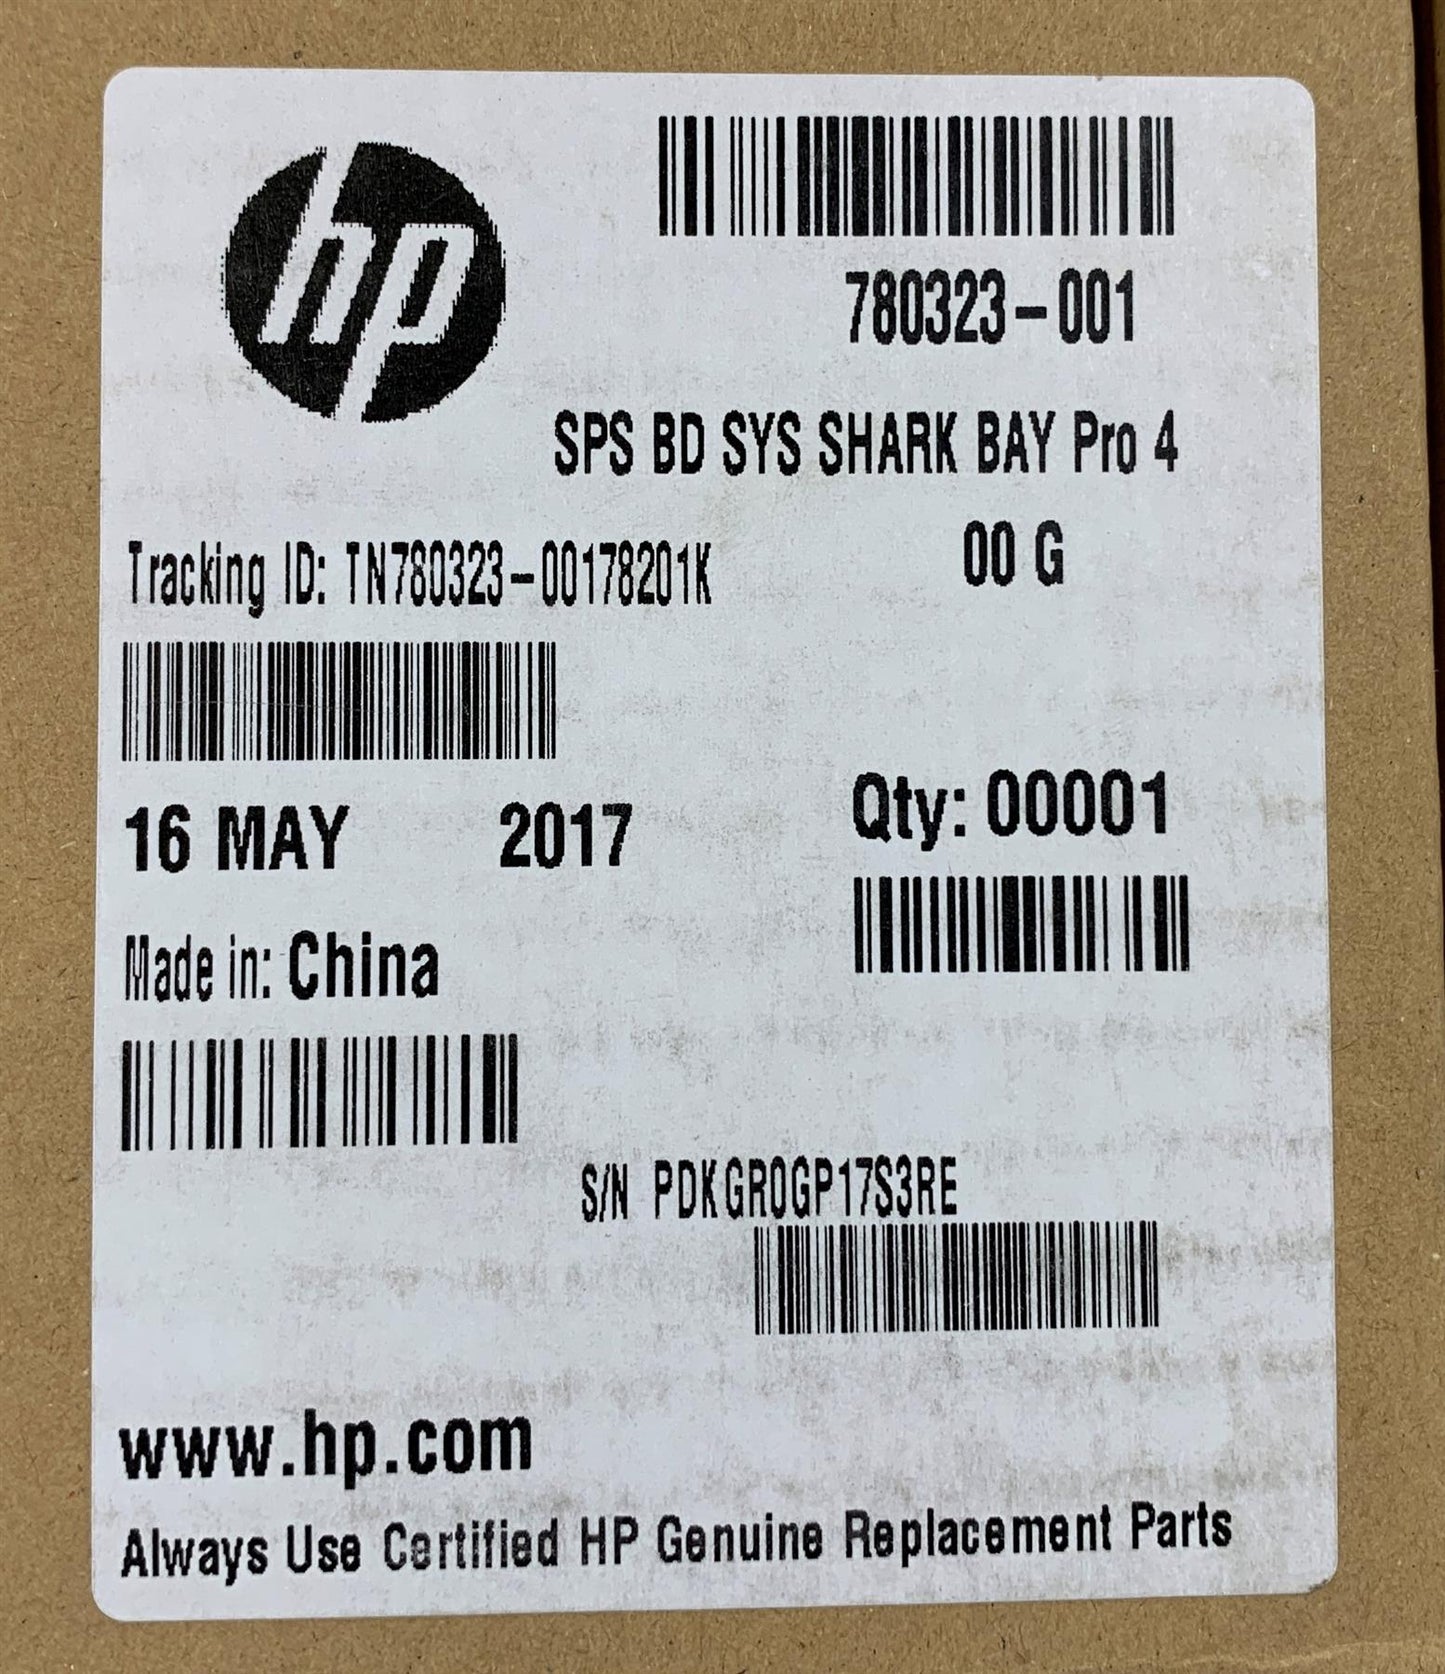 hp
780323-001
SPS BD SYS SHARK BAY Pro 4
00 G
Tracking ID: TN780323-00178201K
16 MAY 2017
Qty: 00001
Made in: China
S/N PDKGR0GP17S3RE
www.hp.com
Always Use Certified HP Genuine Replacement Parts